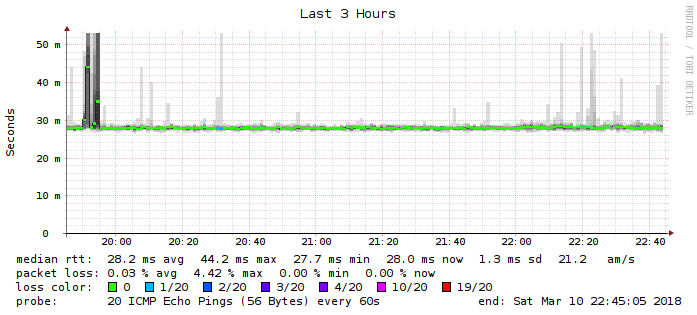 Last 3 Hours
RRDTOOL / TOBI OETIKER
Seconds
50 m
40 m
30 m
20 m
10 m
0
20:00 20:20 20:40 21:00 21:20 21:40 22:00 22:20 22:40
median rtt: 28.2 ms avg 44.2 ms max 27.7 ms min 28.0 ms now 1.3 ms sd 21.2 am/s
packet loss: 0.03 % avg 4.42 % max 0.00 % min 0.00 % now
loss color: 0 1/20 2/20 3/20 4/20 10/20 19/20
probe: 20 ICMP Echo Pings (56 Bytes) every 60s end: Sat Mar 10 22:45:05 2018